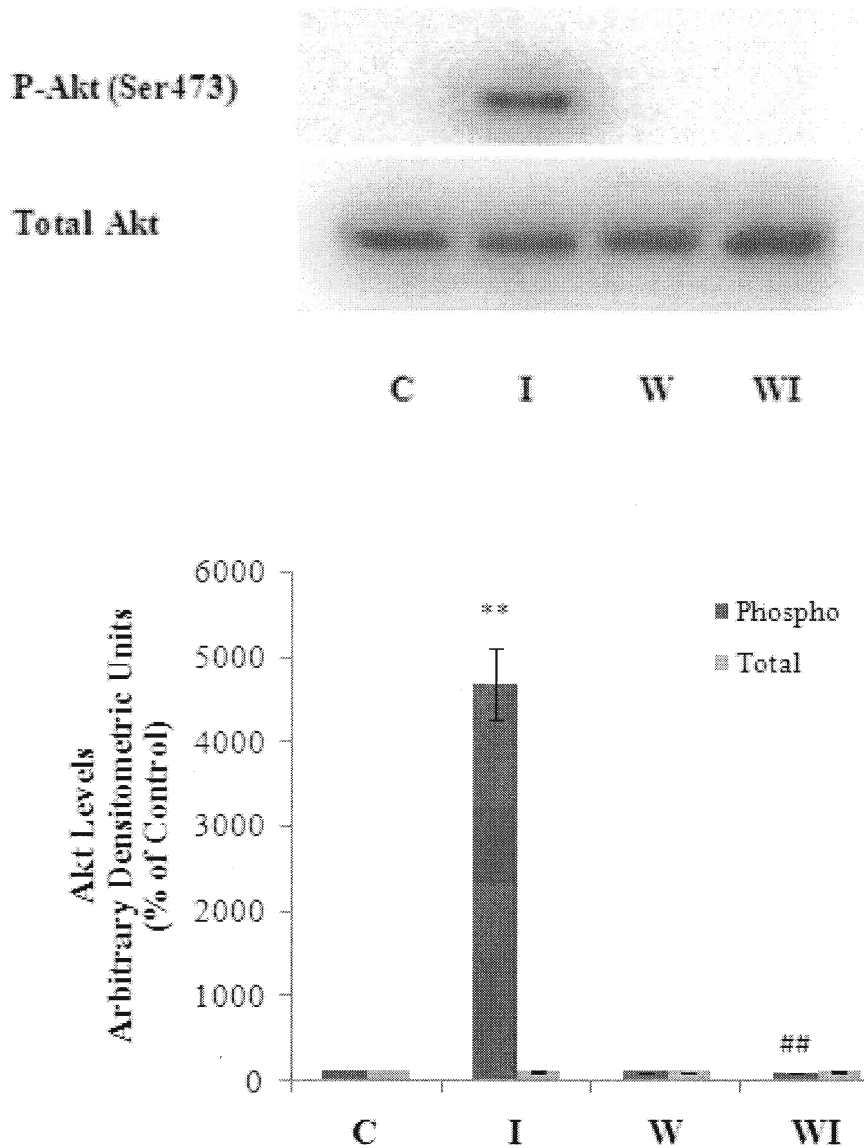 P-Akt (Ser473)
Total Akt
C I W WI
6000
5000
4000
3000
2000
1000
0
Akt Levels
Arbitrary Densitometric Units
(% of Control)
**
Phospho
Total
##
C I W WI